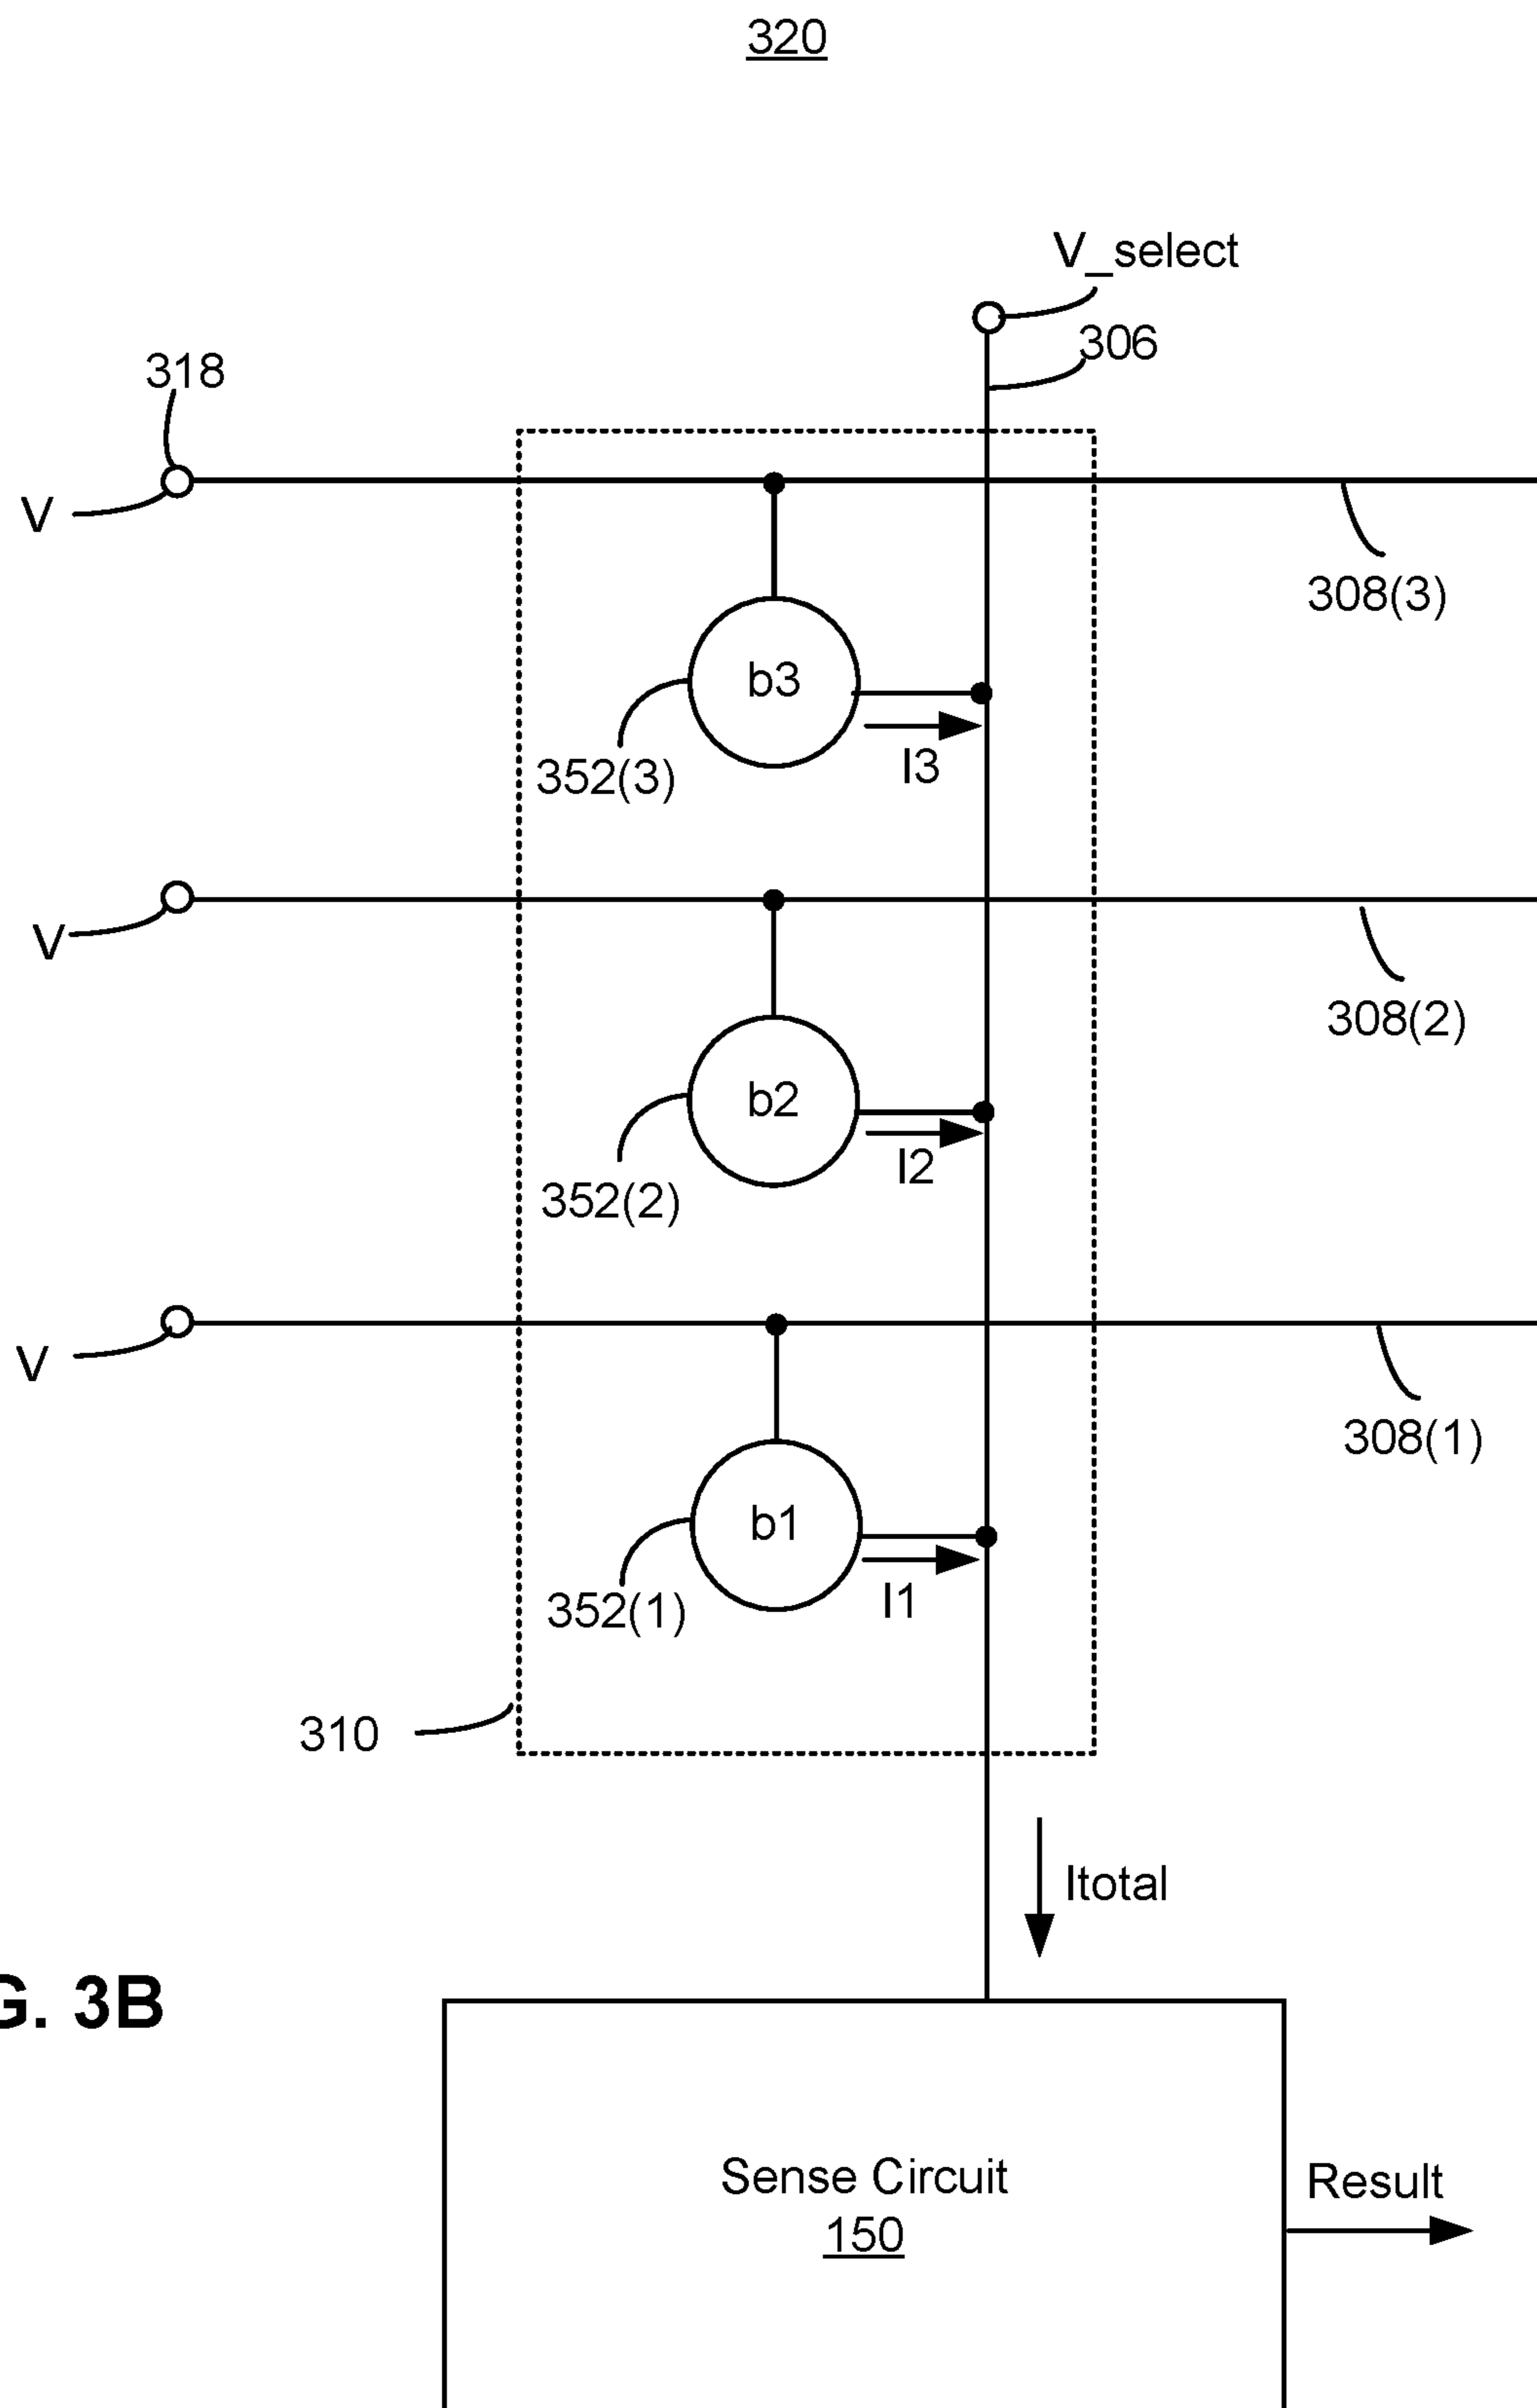 320
V_select
306
318
V
308(3)
b3
352(3)
I3
V
308(2)
b2
352(2)
I2
V
308(1)
b1
352(1)
I1
310
Itotal
G. 3B
Sense Circuit
150
Result